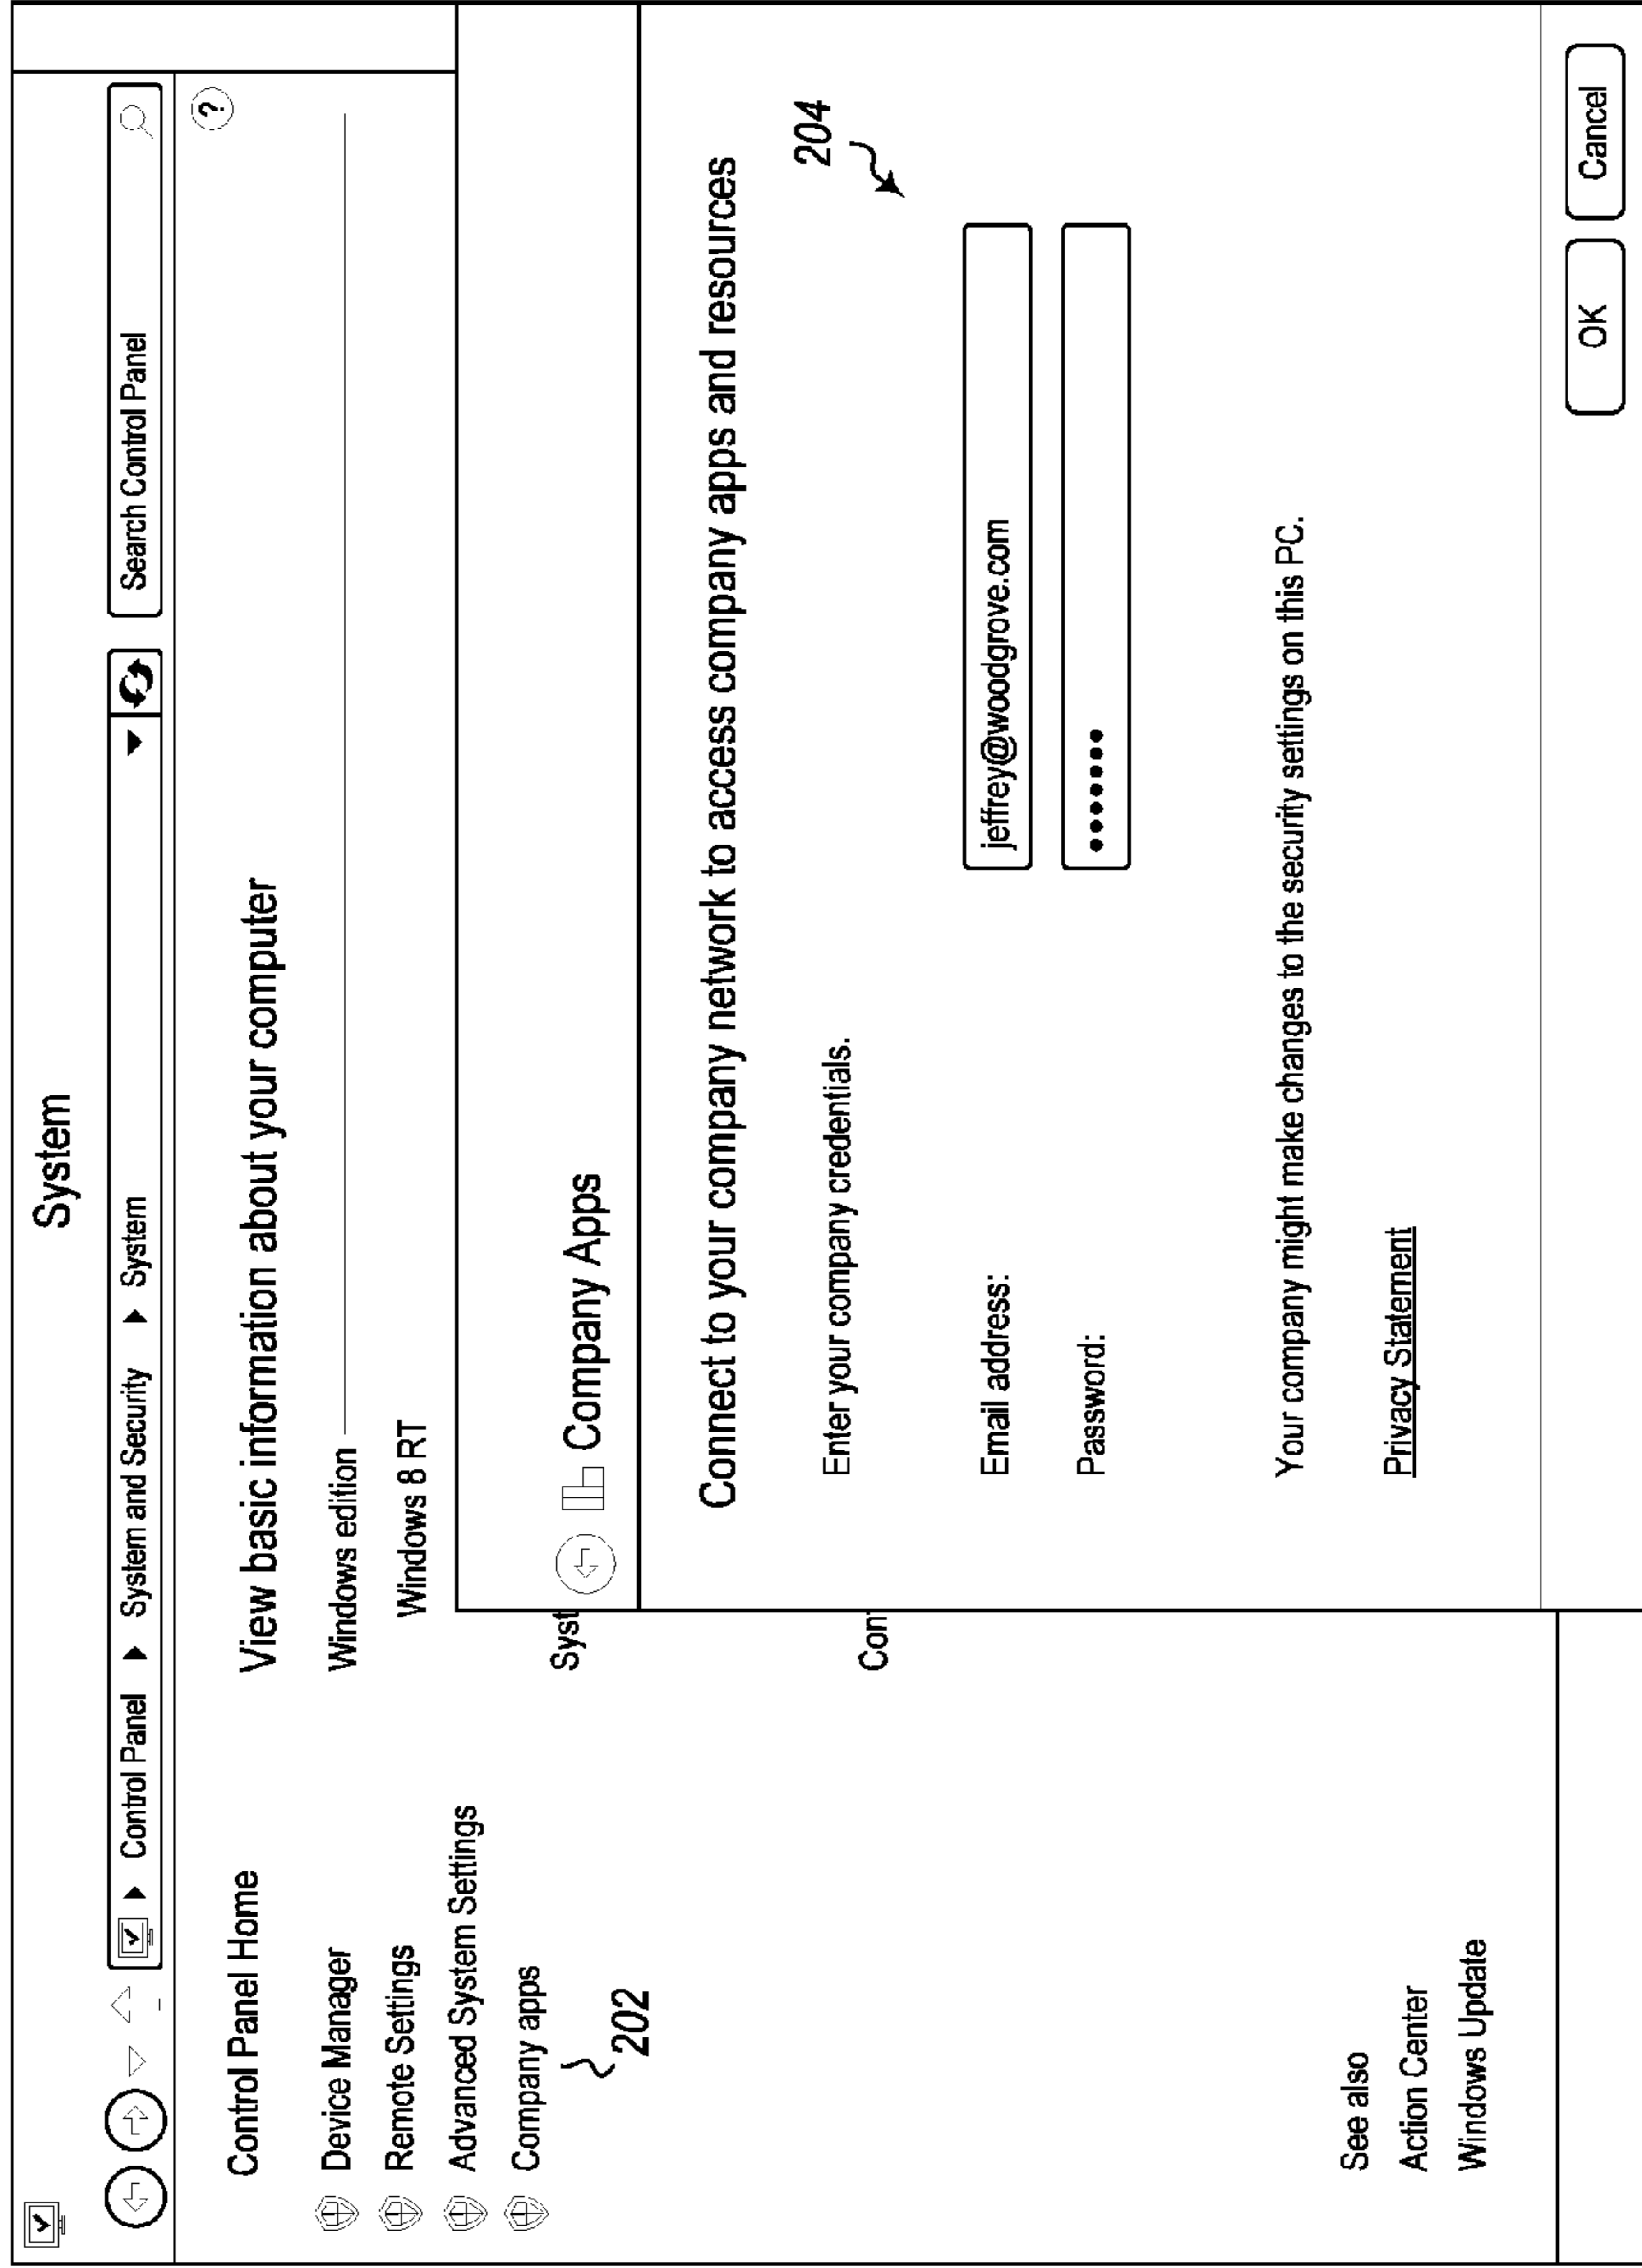 System
Control Panel System and Security System
Search Control Panel
?
Control Panel Home
Device Manager
Remote Settings
Advanced System Settings
Company apps
202
See also
Action Center
Windows Update
View basic information about your computer
Windows edition
Windows 8 RT
Syst
Con
Company Apps
Connect to your company network to access company apps and resources
Enter your company credentials.
204
Email address: jeffrey@woodgrove.com
Password: •••••••
Your company might make changes to the security settings on this PC.
Privacy Statement
OK Cancel